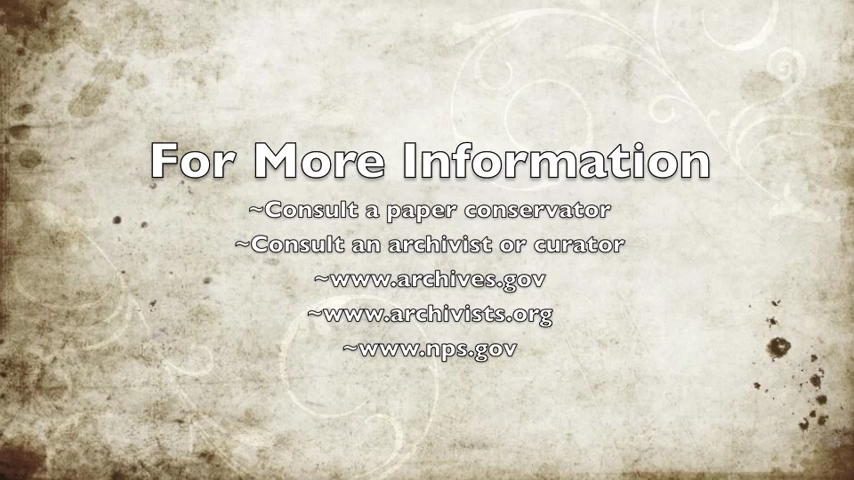 For More Information
~Consult a paper conservator
~Consult an archivist or curator
~www.archives.gov
~www.archivists.org
~www.nps.gov